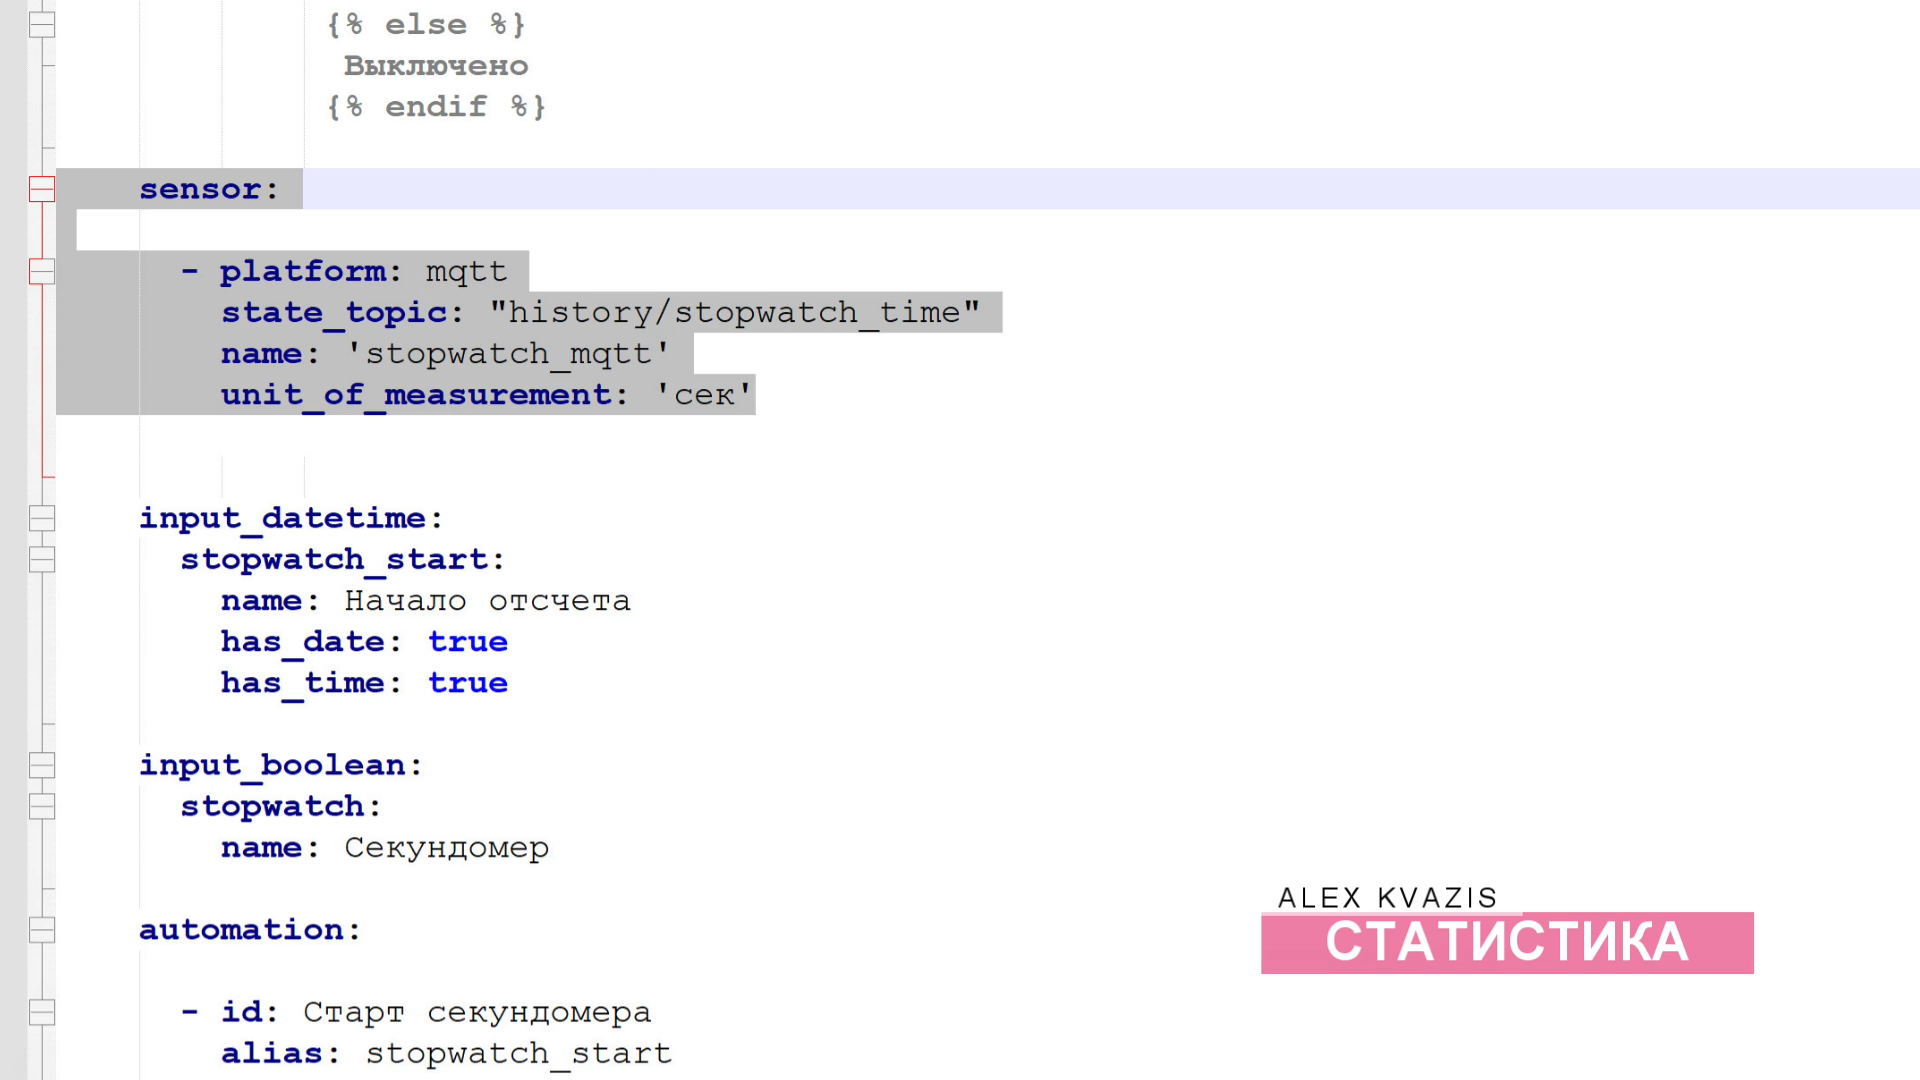 {% else %}
Выключено
{% endif %}
sensor:
- platform: mqtt
state_topic: "history/stopwatch_time"
name: 'stopwatch_mqtt'
unit_of_measurement: 'сек'
input_datetime:
stopwatch_start:
name: Начало отсчета
has_date: true
has_time: true
input_boolean:
stopwatch:
name: Секундомер
automation:
- id: Старт секундомера
alias: stopwatch_start
ALEX KVAZIS
СТАТИСТИКА